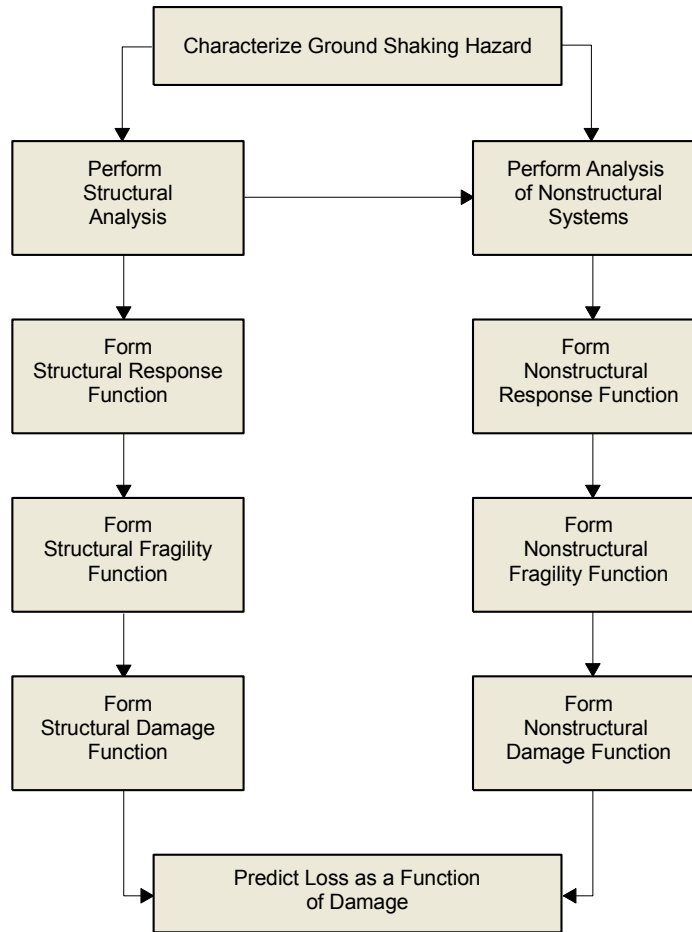 Characterize Ground Shaking Hazard
Perform
Structural
Analysis
Perform Analysis
of Nonstructural
Systems
Form
Structural Response
Function
Form
Nonstructural
Response Function
Form
Structural Fragility
Function
Form
Nonstructural
Fragility Function
Form
Structural Damage
Function
Form
Nonstructural
Damage Function
Predict Loss as a Function
of Damage